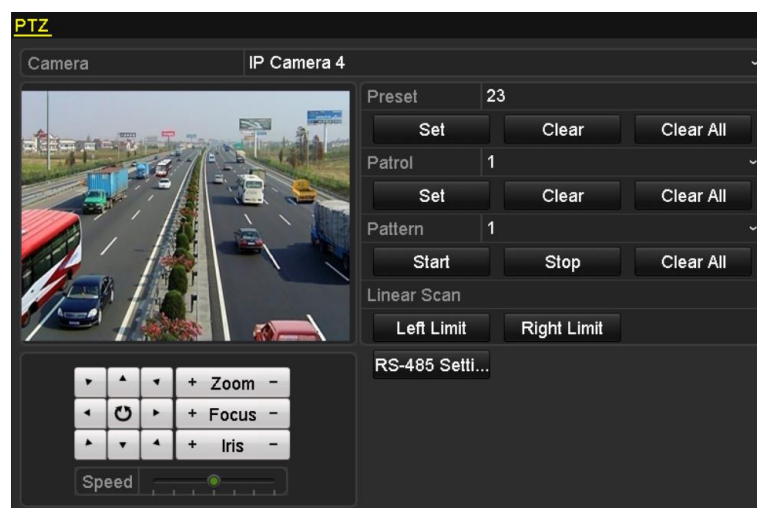 PTZ
Camera IP Camera 4
Preset 23
Set Clear Clear All
Patrol 1
Set Clear Clear All
Pattern 1
Start Stop Clear All
Linear Scan
Left Limit Right Limit
RS-485 Setti...
+ Zoom -
+ Focus -
+ Iris -
Speed